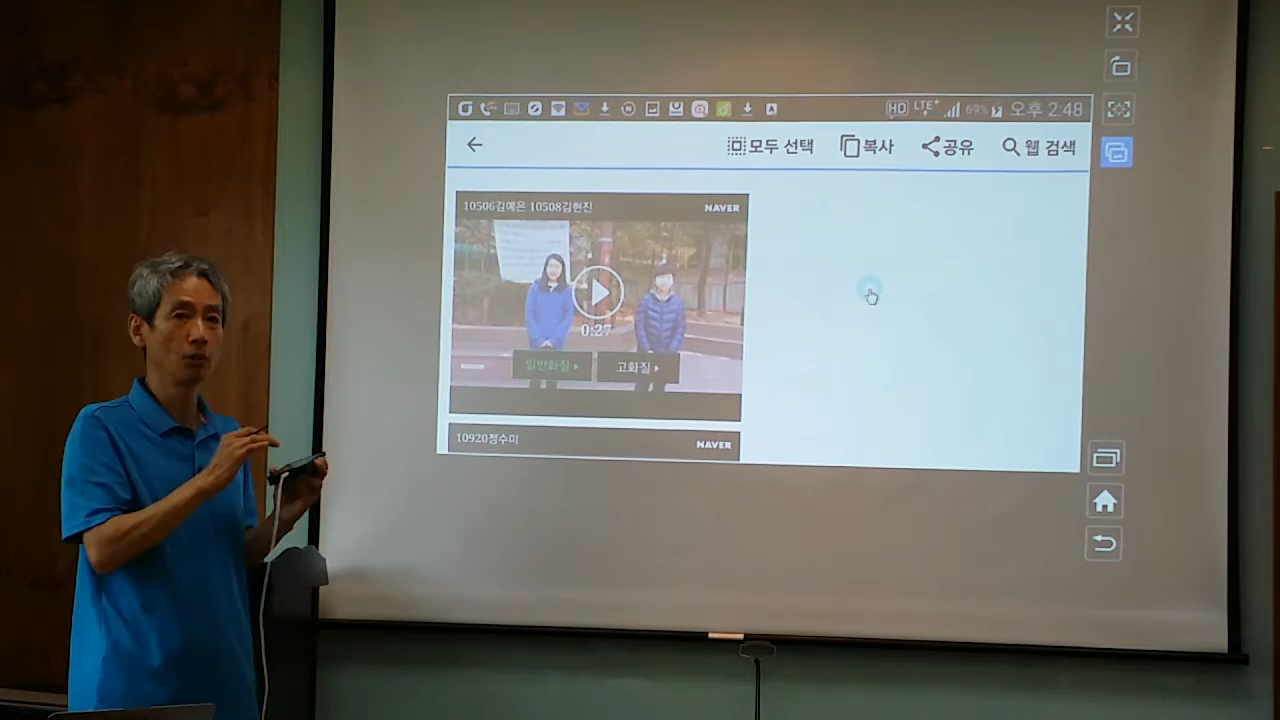 HD LTE+ 69% 오후 2:48
모두 선택 복사 공유 웹 검색
10506김예은 10508김현진 NAVER
0:27
일반화질 고화질
10920정수미 NAVER